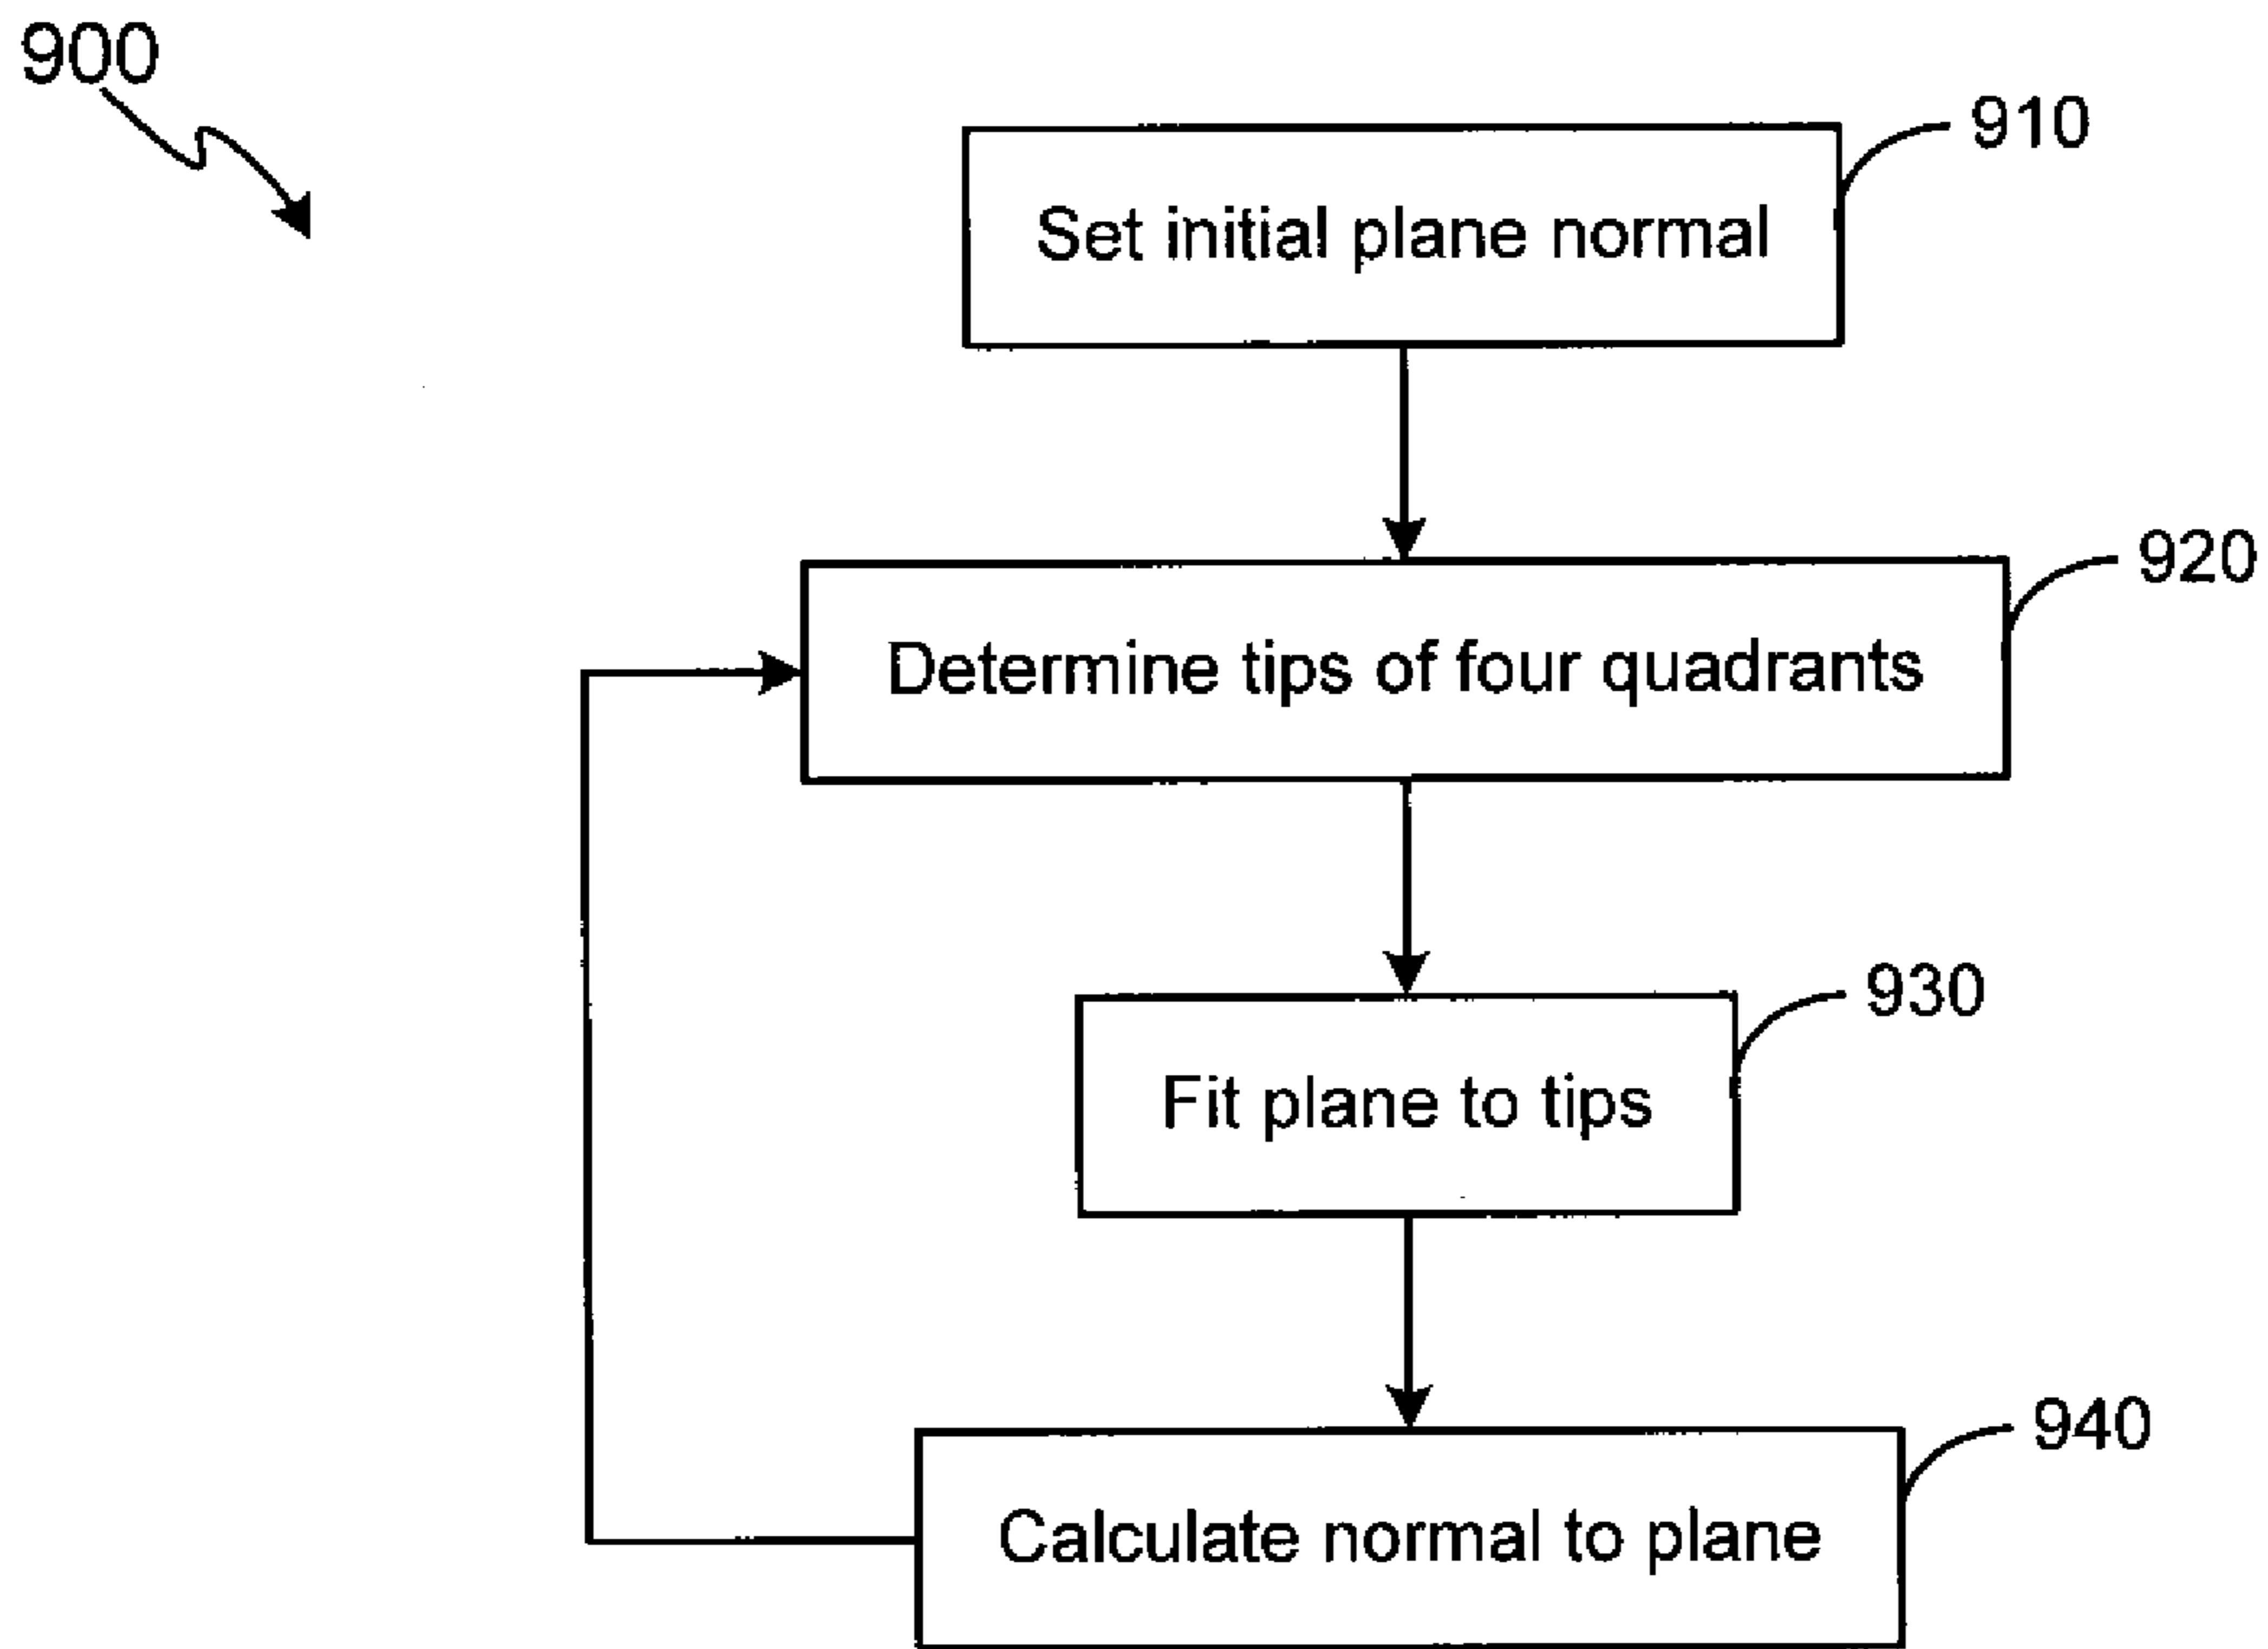 900
910
Set initial plane normal
920
Determine tips of four quadrants
930
Fit plane to tips
940
Calculate normal to plane